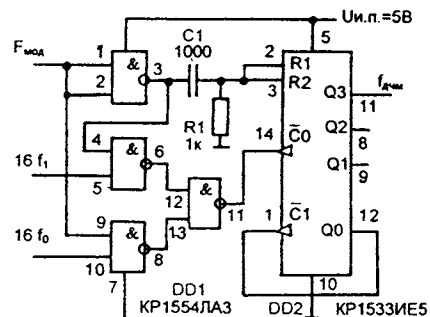 C1
1000
Uи.п.=5В
Fмод
1
2
&
3
5
2
3
R1
R2
Q3
fдчм
11
4
R1
1к
16 f1
5
&
6
14
C̅0
Q2
8
Q1
9
12
13
&
11
1
C̅1
Q0
12
16 f0
9
10
&
8
7
10
DD1
КР1554ЛА3
DD2
КР1533ИЕ5